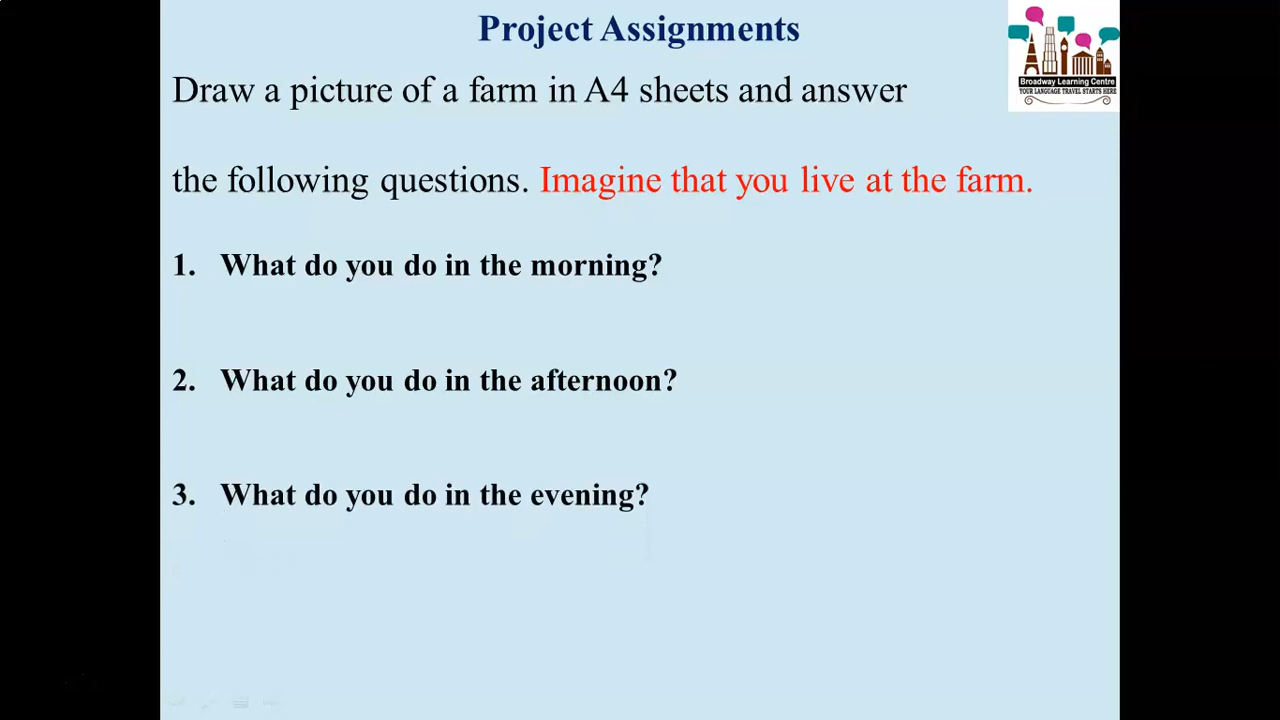 Project Assignments
Draw a picture of a farm in A4 sheets and answer
the following questions. Imagine that you live at the farm.
1. What do you do in the morning?
2. What do you do in the afternoon?
3. What do you do in the evening?
Broadway Learning Centre
YOUR LANGUAGE TRAVEL STARTS HERE